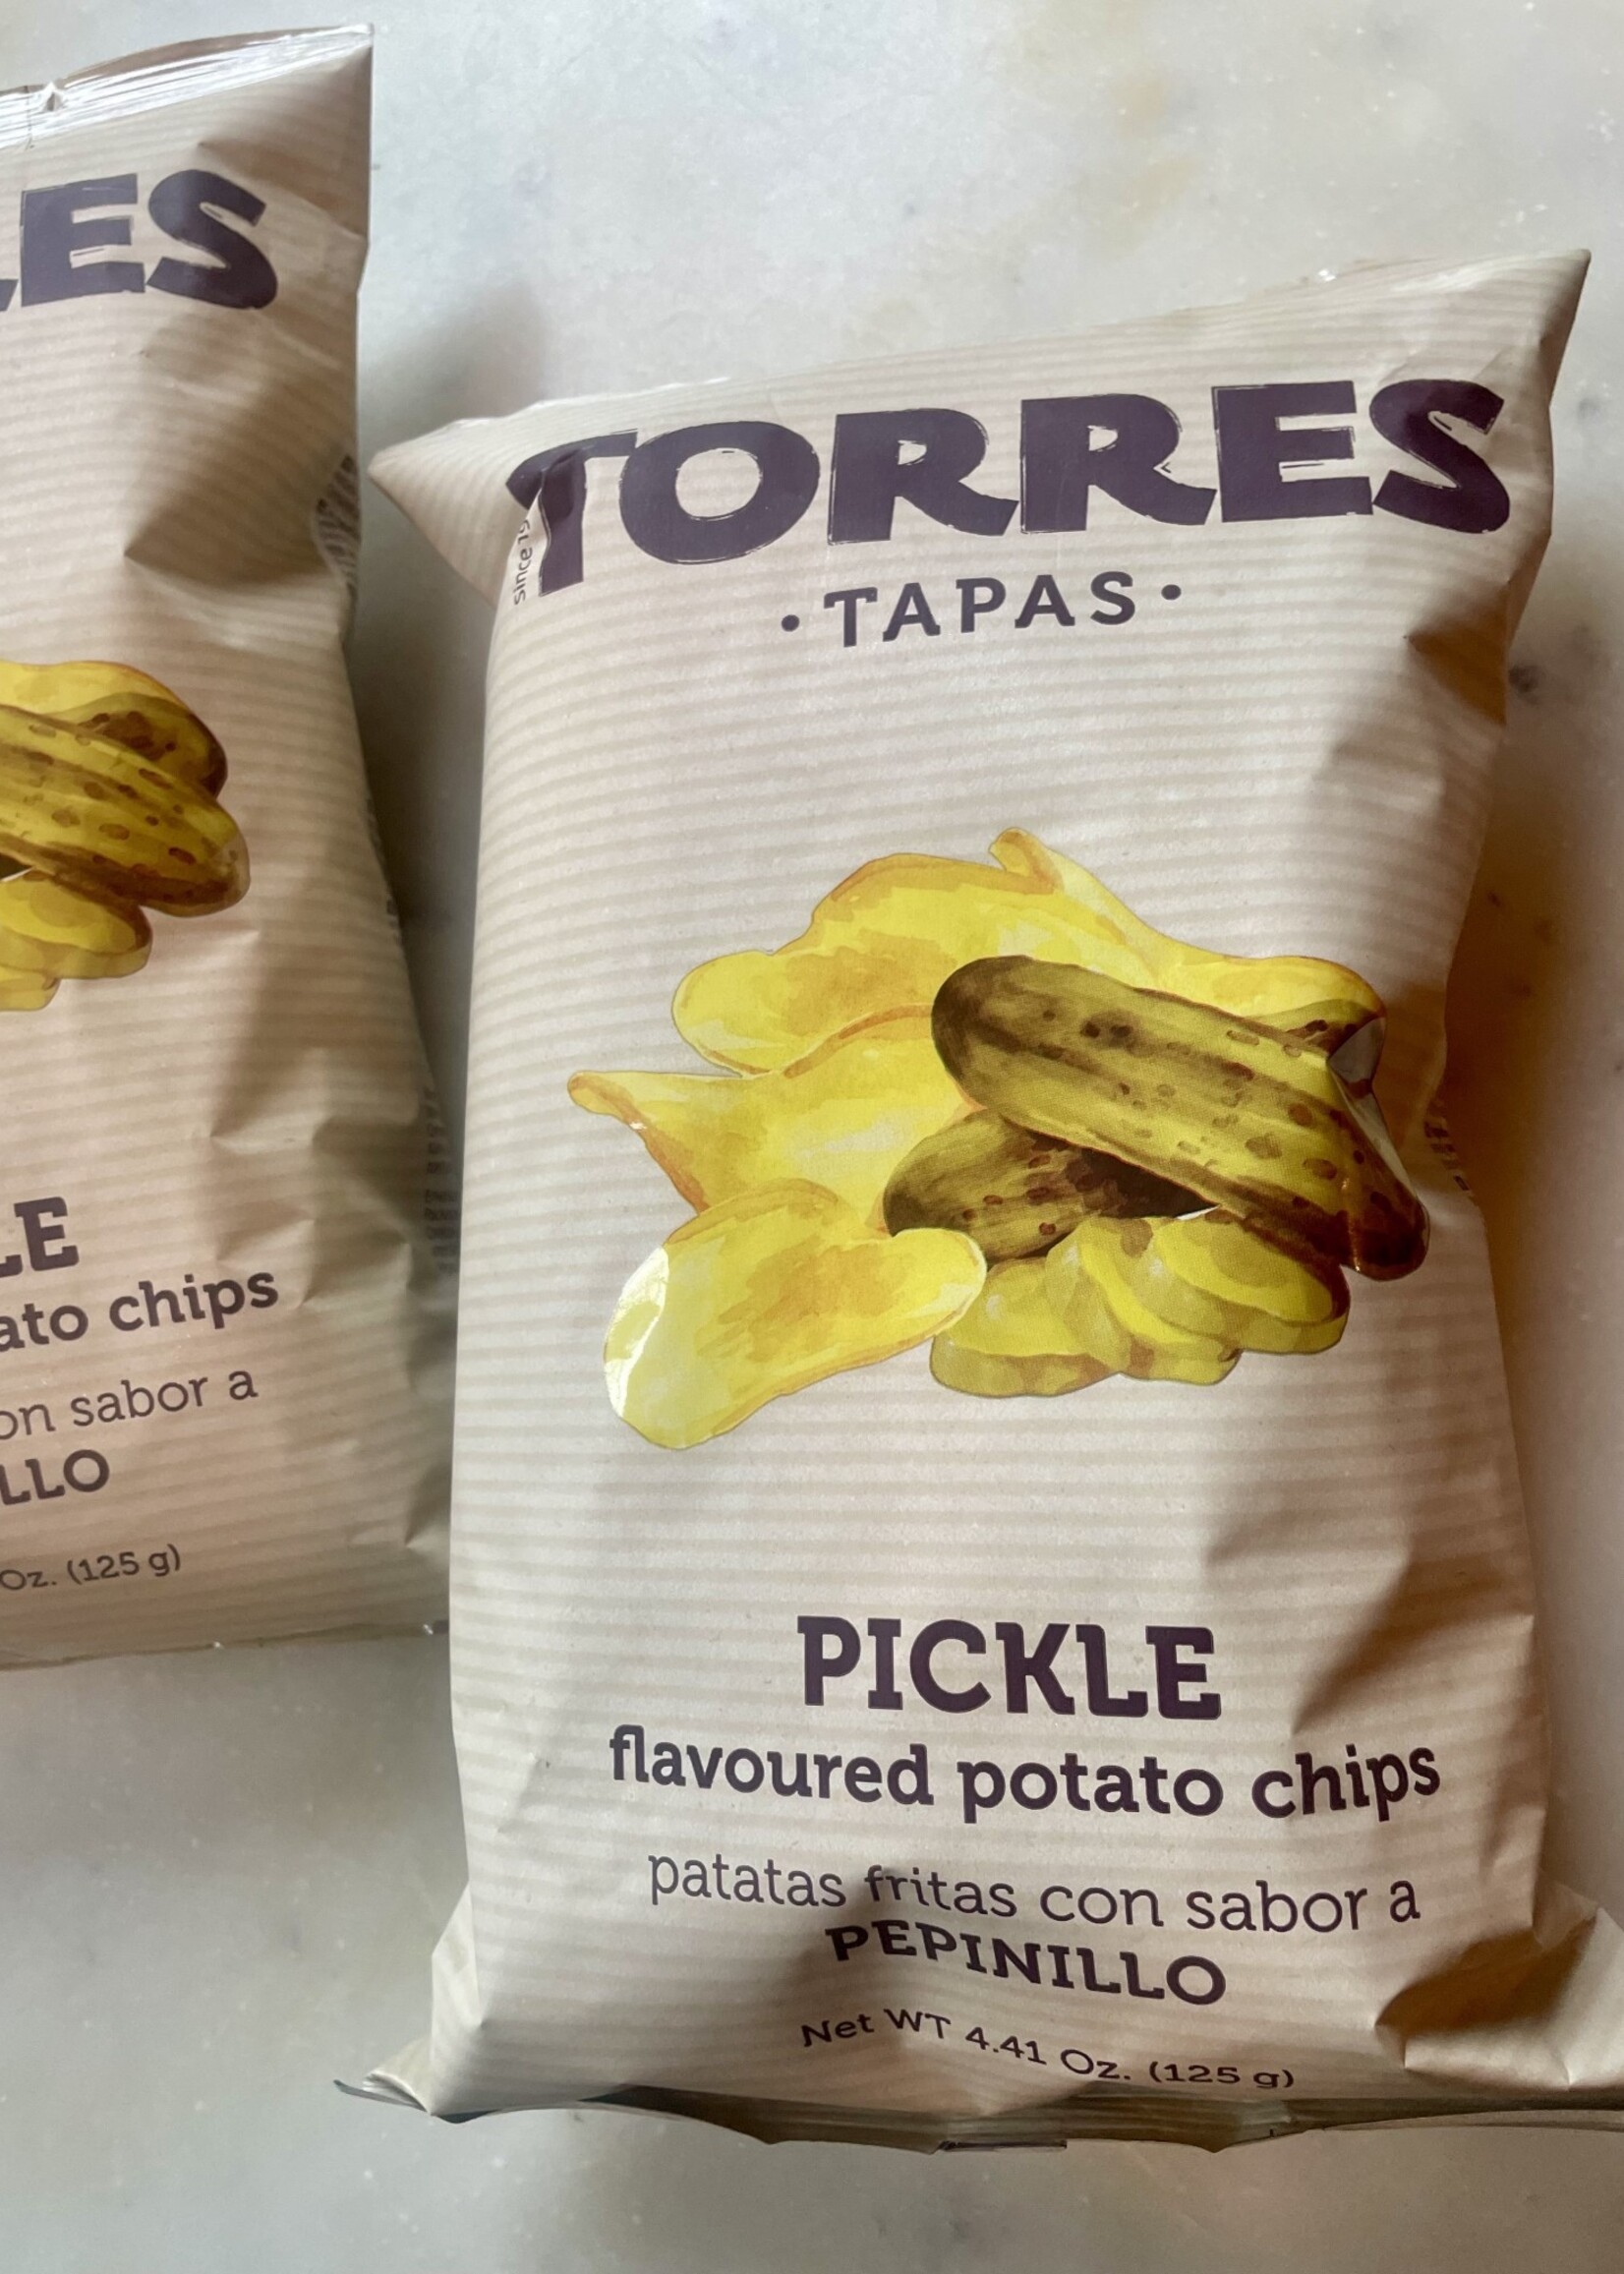 ES
LE
ato chips
on sabor a
LLO
Oz. (125 g)
TORRES
since 19
• TAPAS •
PICKLE
flavoured potato chips
patatas fritas con sabor a
PEPINILLO
Net WT 4.41 Oz. (125 g)